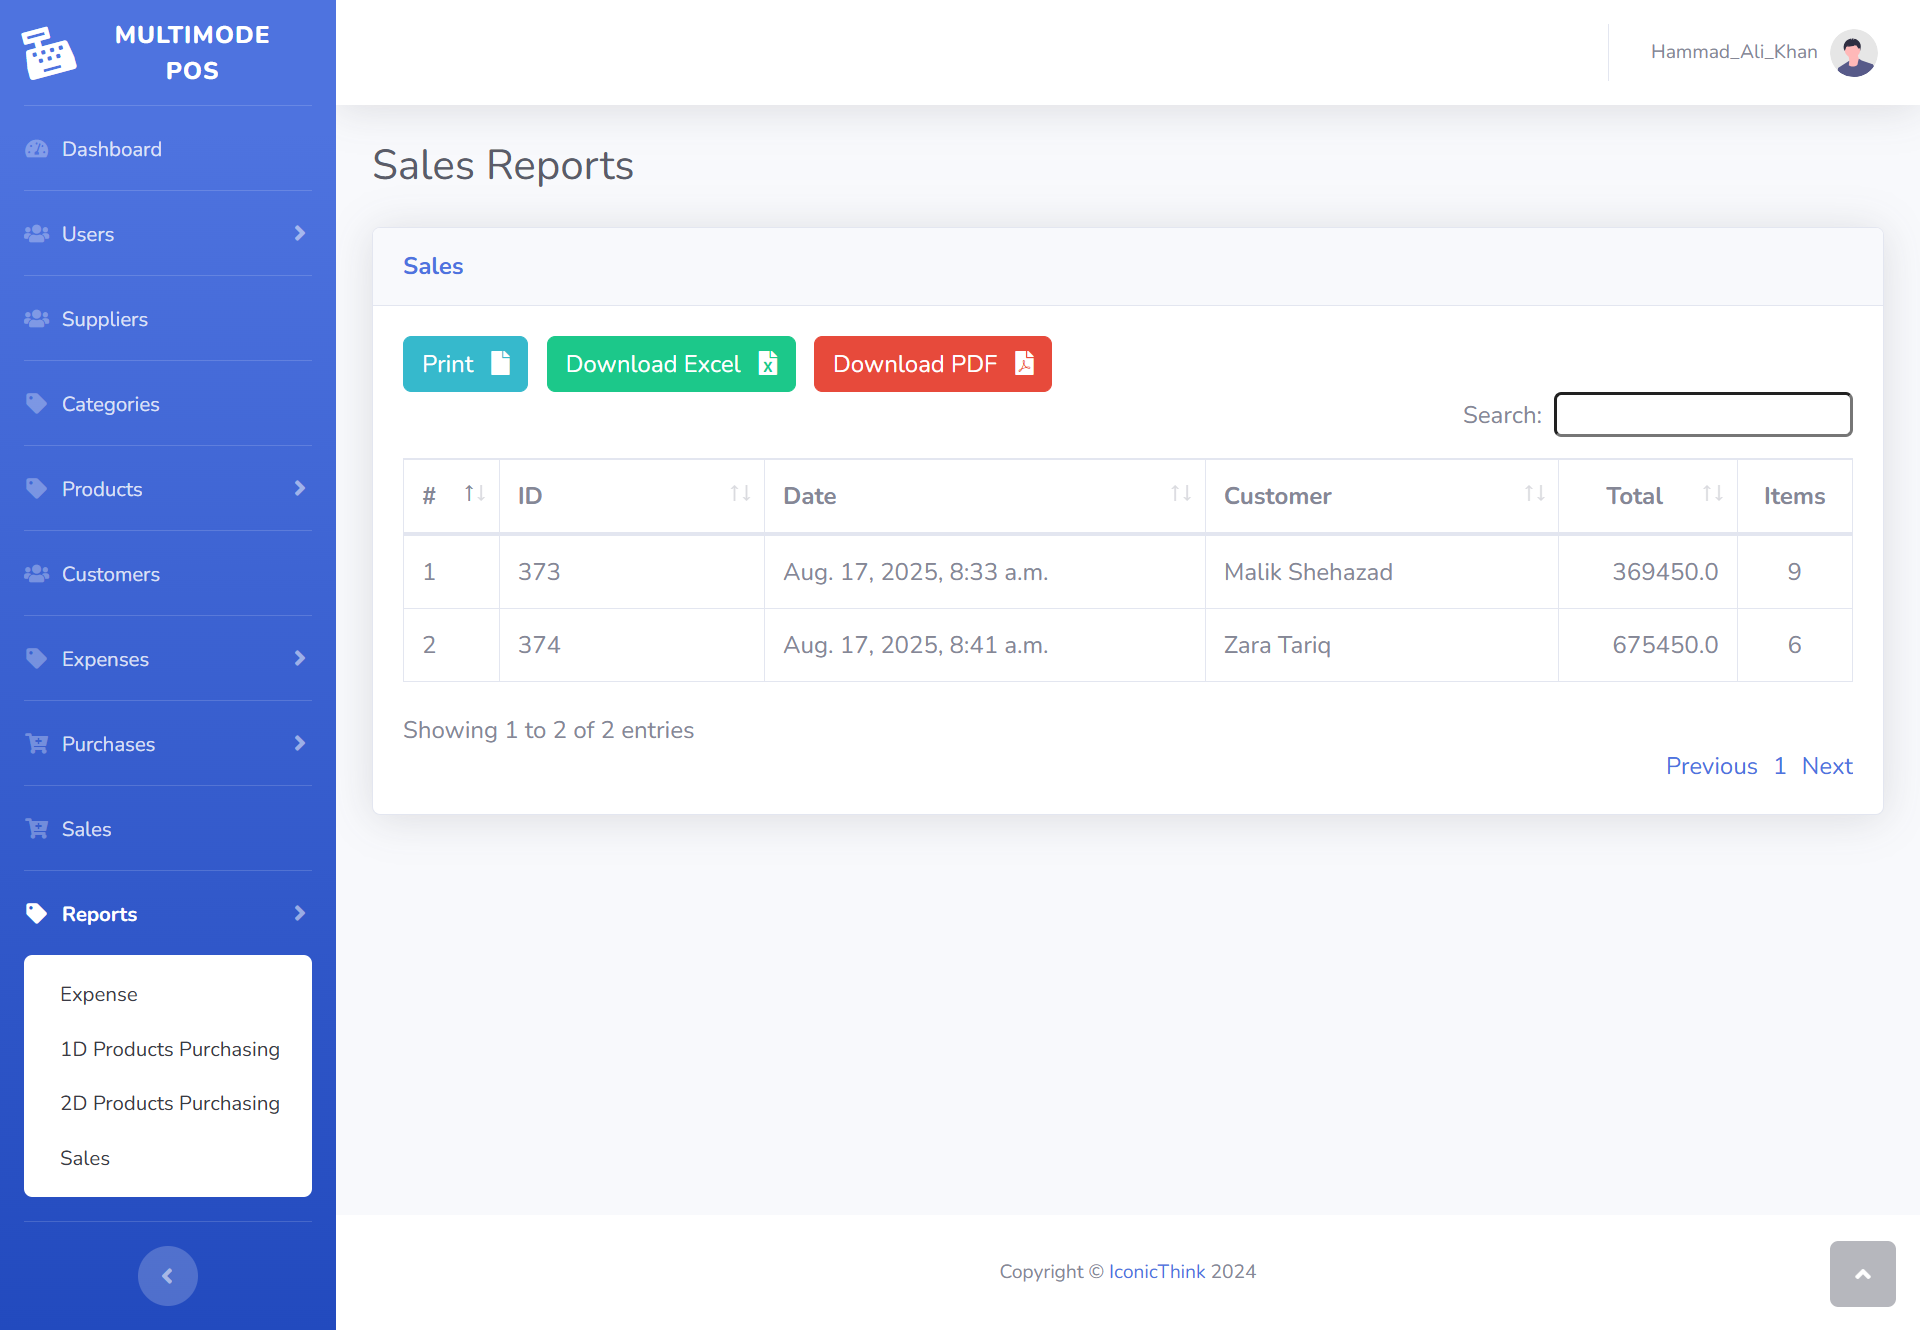 MULTIMODE
POS
Dashboard
Users
Suppliers
Categories
Products
Customers
Expenses
Purchases
Sales
Reports
Expense
1D Products Purchasing
2D Products Purchasing
Sales
Hammad_Ali_Khan
Sales Reports
Sales
Print
Download Excel
Download PDF
Search:
# ID Date Customer Total Items
1 373 Aug. 17, 2025, 8:33 a.m. Malik Shehazad 369450.0 9
2 374 Aug. 17, 2025, 8:41 a.m. Zara Tariq 675450.0 6
Showing 1 to 2 of 2 entries
Previous 1 Next
Copyright © IconicThink 2024